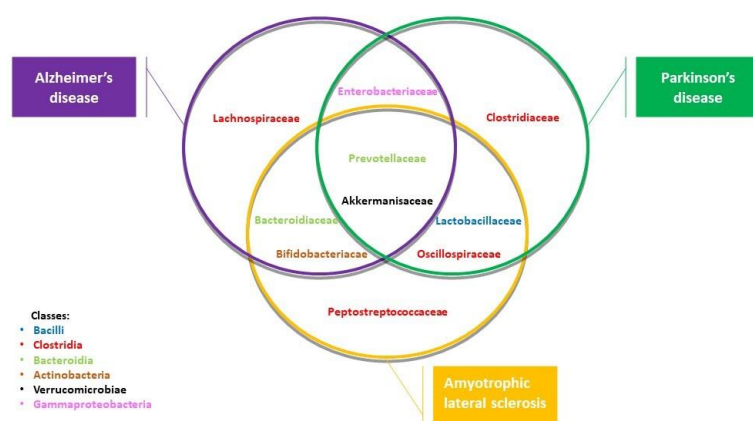 Alzheimer's
disease
Parkinson's
disease
Enterobacteriaceae
Lachnospiraceae
Clostridiaceae
Prevotellaceae
Akkermanisaceae
Bacteroidiaceae
Lactobacillaceae
Bifidobacteriacae
Oscillospiraceae
Peptostreptococcaceae
Classes:
• Bacilli
• Clostridia
• Bacteroidia
• Actinobacteria
• Verrucomicrobiae
• Gammaproteobacteria
Amyotrophic
lateral sclerosis